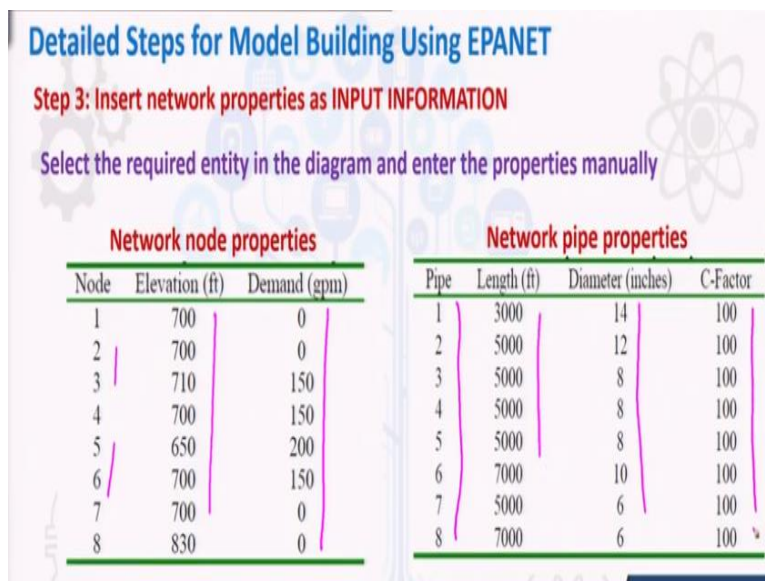 Detailed Steps for Model Building Using EPANET
Step 3: Insert network properties as INPUT INFORMATION
Select the required entity in the diagram and enter the properties manually
Network node properties
Node Elevation (ft) Demand (gpm)
1 700 0
2 700 0
3 710 150
4 700 150
5 650 200
6 700 150
7 700 0
8 830 0
Network pipe properties
Pipe Length (ft) Diameter (inches) C-Factor
1 3000 14 100
2 5000 12 100
3 5000 8 100
4 5000 8 100
5 5000 8 100
6 7000 10 100
7 5000 6 100
8 7000 6 100